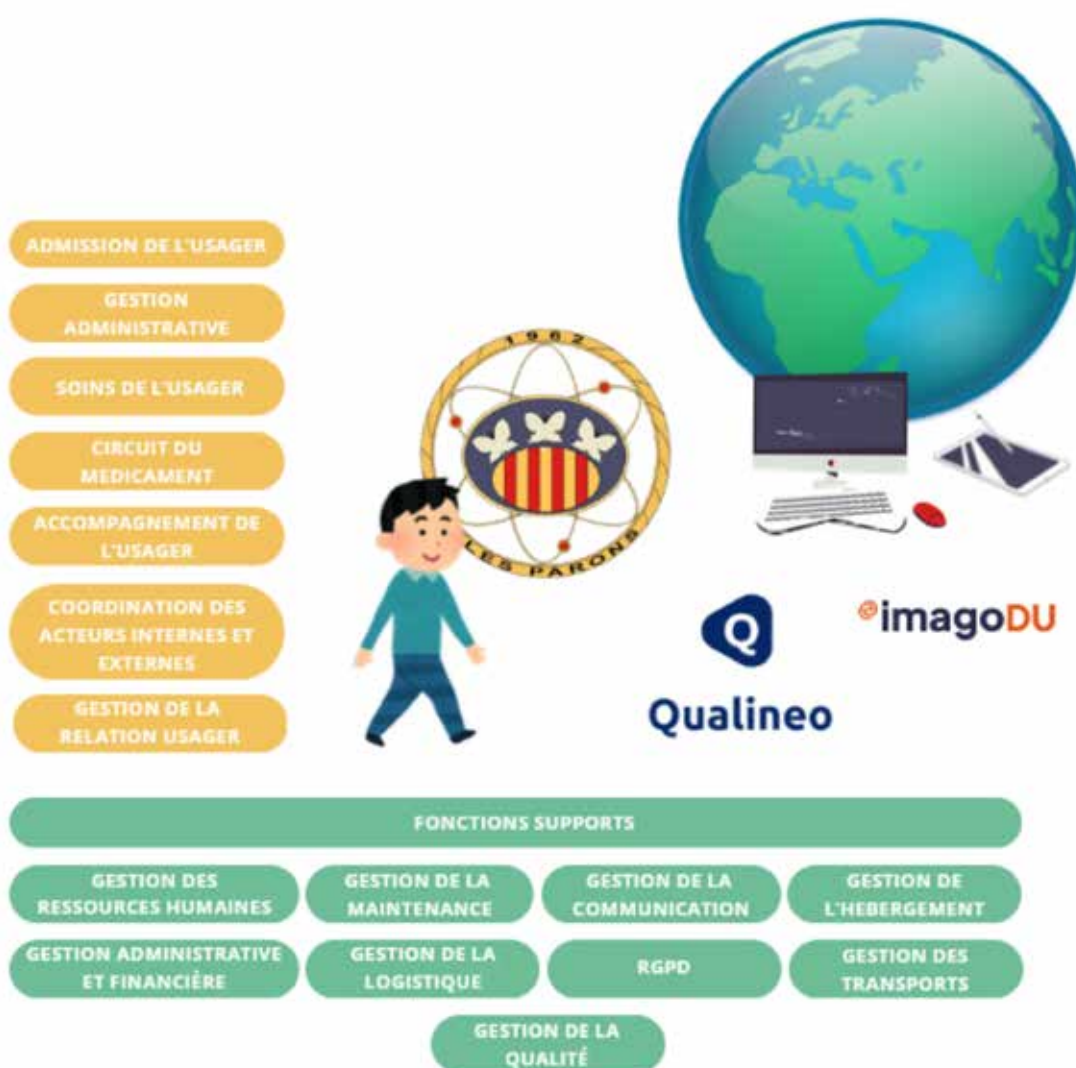 ADMISSION DE L'USAGER
GESTION
ADMINISTRATIVE
SOINS DE L'USAGER
CIRCUIT DU
MEDICAMENT
ACCOMPAGNEMENT DE
L'USAGER
COORDINATION DES
ACTEURS INTERNES ET
EXTERNES
GESTION DE LA
RELATION USAGER
1962
LES PARONS
Qualineo
@imagoDU
FONCTIONS SUPPORTS
GESTION DES
RESSOURCES HUMAINES
GESTION DE LA
MAINTENANCE
GESTION DE LA
COMMUNICATION
GESTION DE
L'HEBERGEMENT
GESTION ADMINISTRATIVE
ET FINANCIÈRE
GESTION DE LA
LOGISTIQUE
RGPD
GESTION DES
TRANSPORTS
GESTION DE LA
QUALITÉ